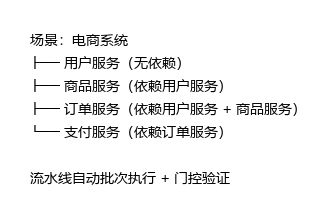 场景：电商系统
├── 用户服务（无依赖）
├── 商品服务（依赖用户服务）
├── 订单服务（依赖用户服务 + 商品服务）
└── 支付服务（依赖订单服务）
流水线自动批次执行 + 门控验证